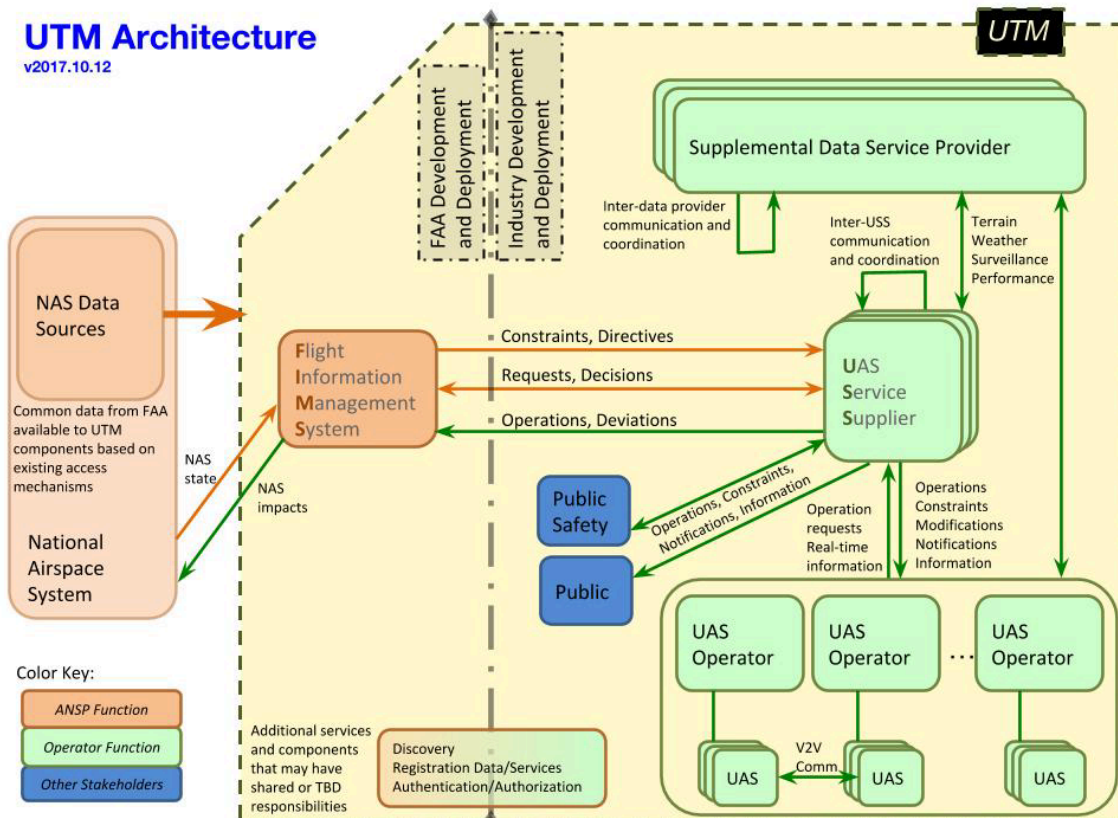 UTM Architecture
v2017.10.12
UTM
FAA Development
and Deployment
Industry Development
and Deployment
Supplemental Data Service Provider
Inter-data provider
communication and
coordination
Inter-USS
communication
and coordination
Terrain
Weather
Surveillance
Performance
NAS Data
Sources
Common data from FAA
available to UTM
components based on
existing access
mechanisms
National
Airspace
System
NAS
state
NAS
impacts
Flight
Information
Management
System
Constraints, Directives
Requests, Decisions
Operations, Deviations
UAS
Service
Supplier
Operations, Constraints,
Notifications, Information
Public
Safety
Public
Operation
requests
Real-time
information
Operations
Constraints
Modifications
Notifications
Information
UAS
Operator
UAS
Operator
...
UAS
Operator
UAS
V2V
Comm.
UAS
UAS
Color Key:
ANSP Function
Operator Function
Other Stakeholders
Additional services
and components
that may have
shared or TBD
responsibilities
Discovery
Registration Data/Services
Authentication/Authorization